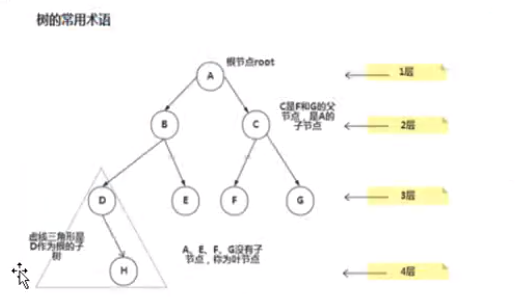 树的常用术语
根节点root
A
1层
C是F和G的父
节点，是A的
子节点
B
C
2层
D
E
F
G
3层
虚线三角形是
D作为根的子
树
A、E、F、G没有子
节点，称为叶节点
H
4层